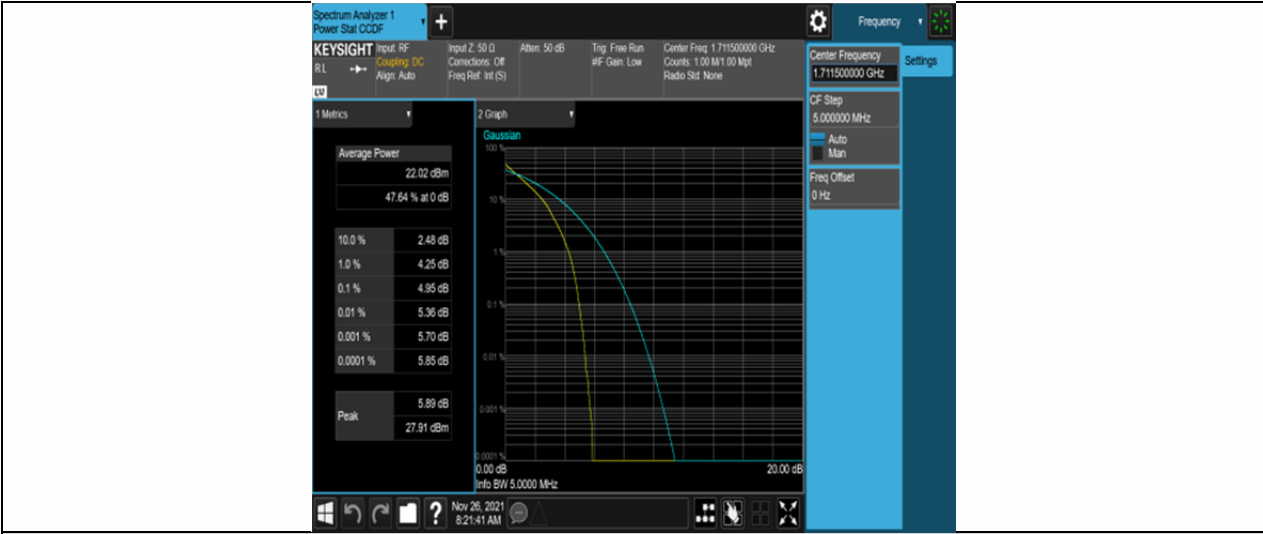 Spectrum Analyzer 1
Power Stat CCDF
Frequency
KEYSIGHT
RL
LV
Input: RF
Coupling: DC
Align: Auto
Input Z: 50 Ω
Corrections: Off
Freq Ref: Int (S)
Atten: 50 dB
Trig: Free Run
#IF Gain: Low
Center Freq: 1.711500000 GHz
Counts: 1.00 M/1.00 Mpt
Radio Std: None
Center Frequency
1.711500000 GHz
Settings
CF Step
5.000000 MHz
Auto
Man
Freq Offset
0 Hz
1 Metrics
Average Power
22.02 dBm
47.64 % at 0 dB
10.0 % 2.48 dB
1.0 % 4.25 dB
0.1 % 4.95 dB
0.01 % 5.36 dB
0.001 % 5.70 dB
0.0001 % 5.85 dB
Peak
5.89 dB
27.91 dBm
2 Graph
Gaussian
100 %
10 %
1 %
0.1 %
0.01 %
0.001 %
0.0001 %
0.00 dB 20.00 dB
Info BW 5.0000 MHz
?
Nov 26, 2021
8:21:41 AM